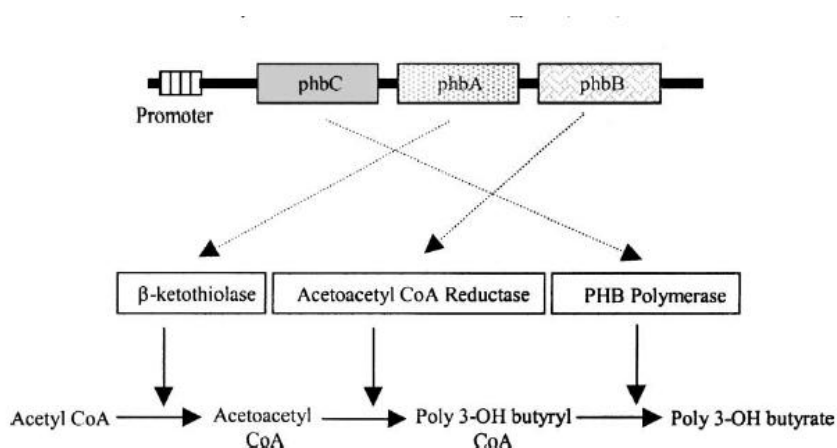 phbC phbA phbB
Promoter
β-ketothiolase Acetoacetyl CoA Reductase PHB Polymerase
Acetyl CoA Acetoacetyl CoA Poly 3-OH butyryl CoA Poly 3-OH butyrate